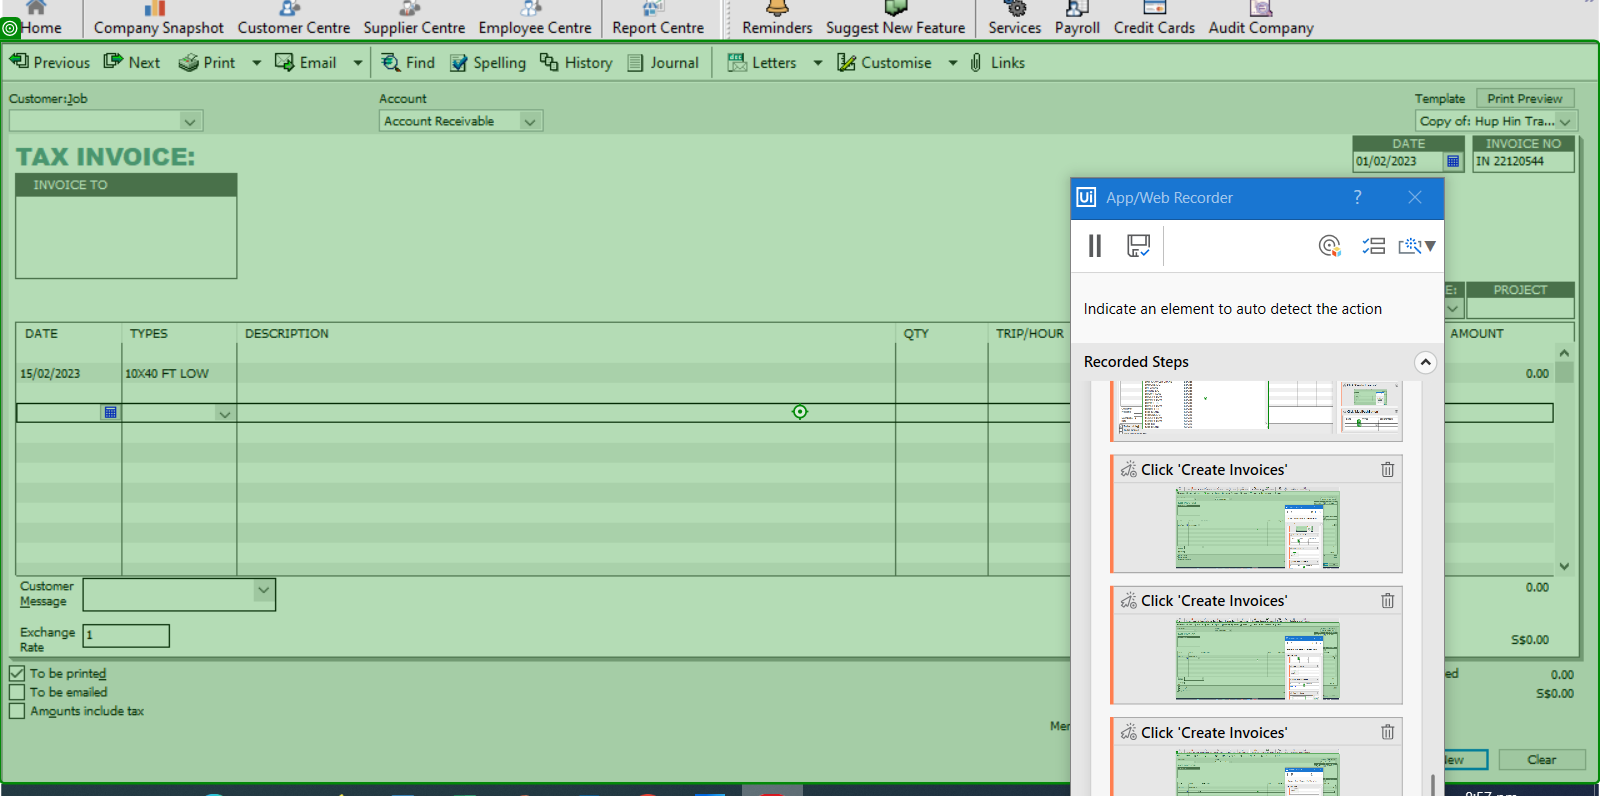 Home Company Snapshot Customer Centre Supplier Centre Employee Centre Report Centre Reminders Suggest New Feature Services Payroll Credit Cards Audit Company
Previous Next Print Email Find Spelling History Journal Letters Customise Links
Customer:Job Account Template Print Preview
Account Receivable Copy of: Hup Hin Tra...
TAX INVOICE:
DATE INVOICE NO
01/02/2023 IN 22120544
INVOICE TO
Ui App/Web Recorder ?
Indicate an element to auto detect the action
E: PROJECT
DATE TYPES DESCRIPTION QTY TRIP/HOUR AMOUNT
Recorded Steps
15/02/2023 10X40 FT LOW 0.00
Click 'Create Invoices'
Customer
Message
0.00
Click 'Create Invoices'
Exchange
Rate
1
S$0.00
To be printed
ed 0.00
To be emailed
S$0.00
Amounts include tax
Click 'Create Invoices'
Clear